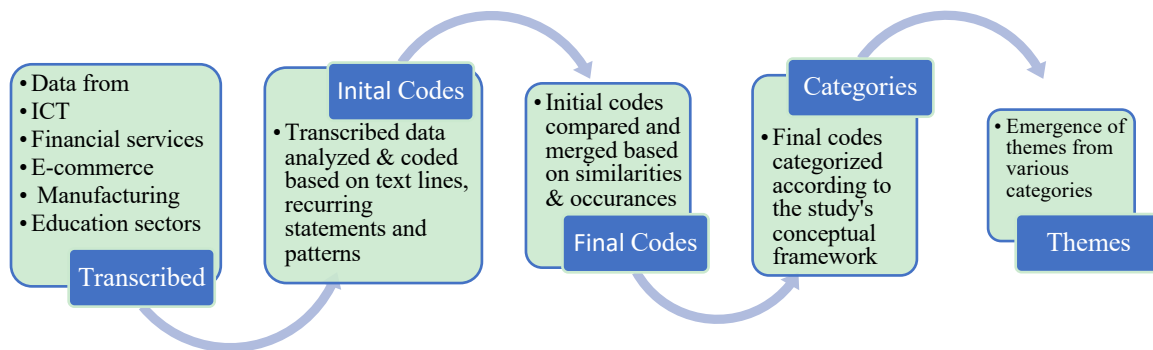 • Data from
• ICT
• Financial services
• E-commerce
• Manufacturing
• Education sectors
Transcribed
Inital Codes
• Transcribed data
analyzed & coded
based on text lines,
recurring
statements and
patterns
• Initial codes
compared and
merged based
on similarities
& occurances
Final Codes
Categories
• Final codes
categorized
according to
the study's
conceptual
framework
• Emergence of
themes from
various
categories
Themes